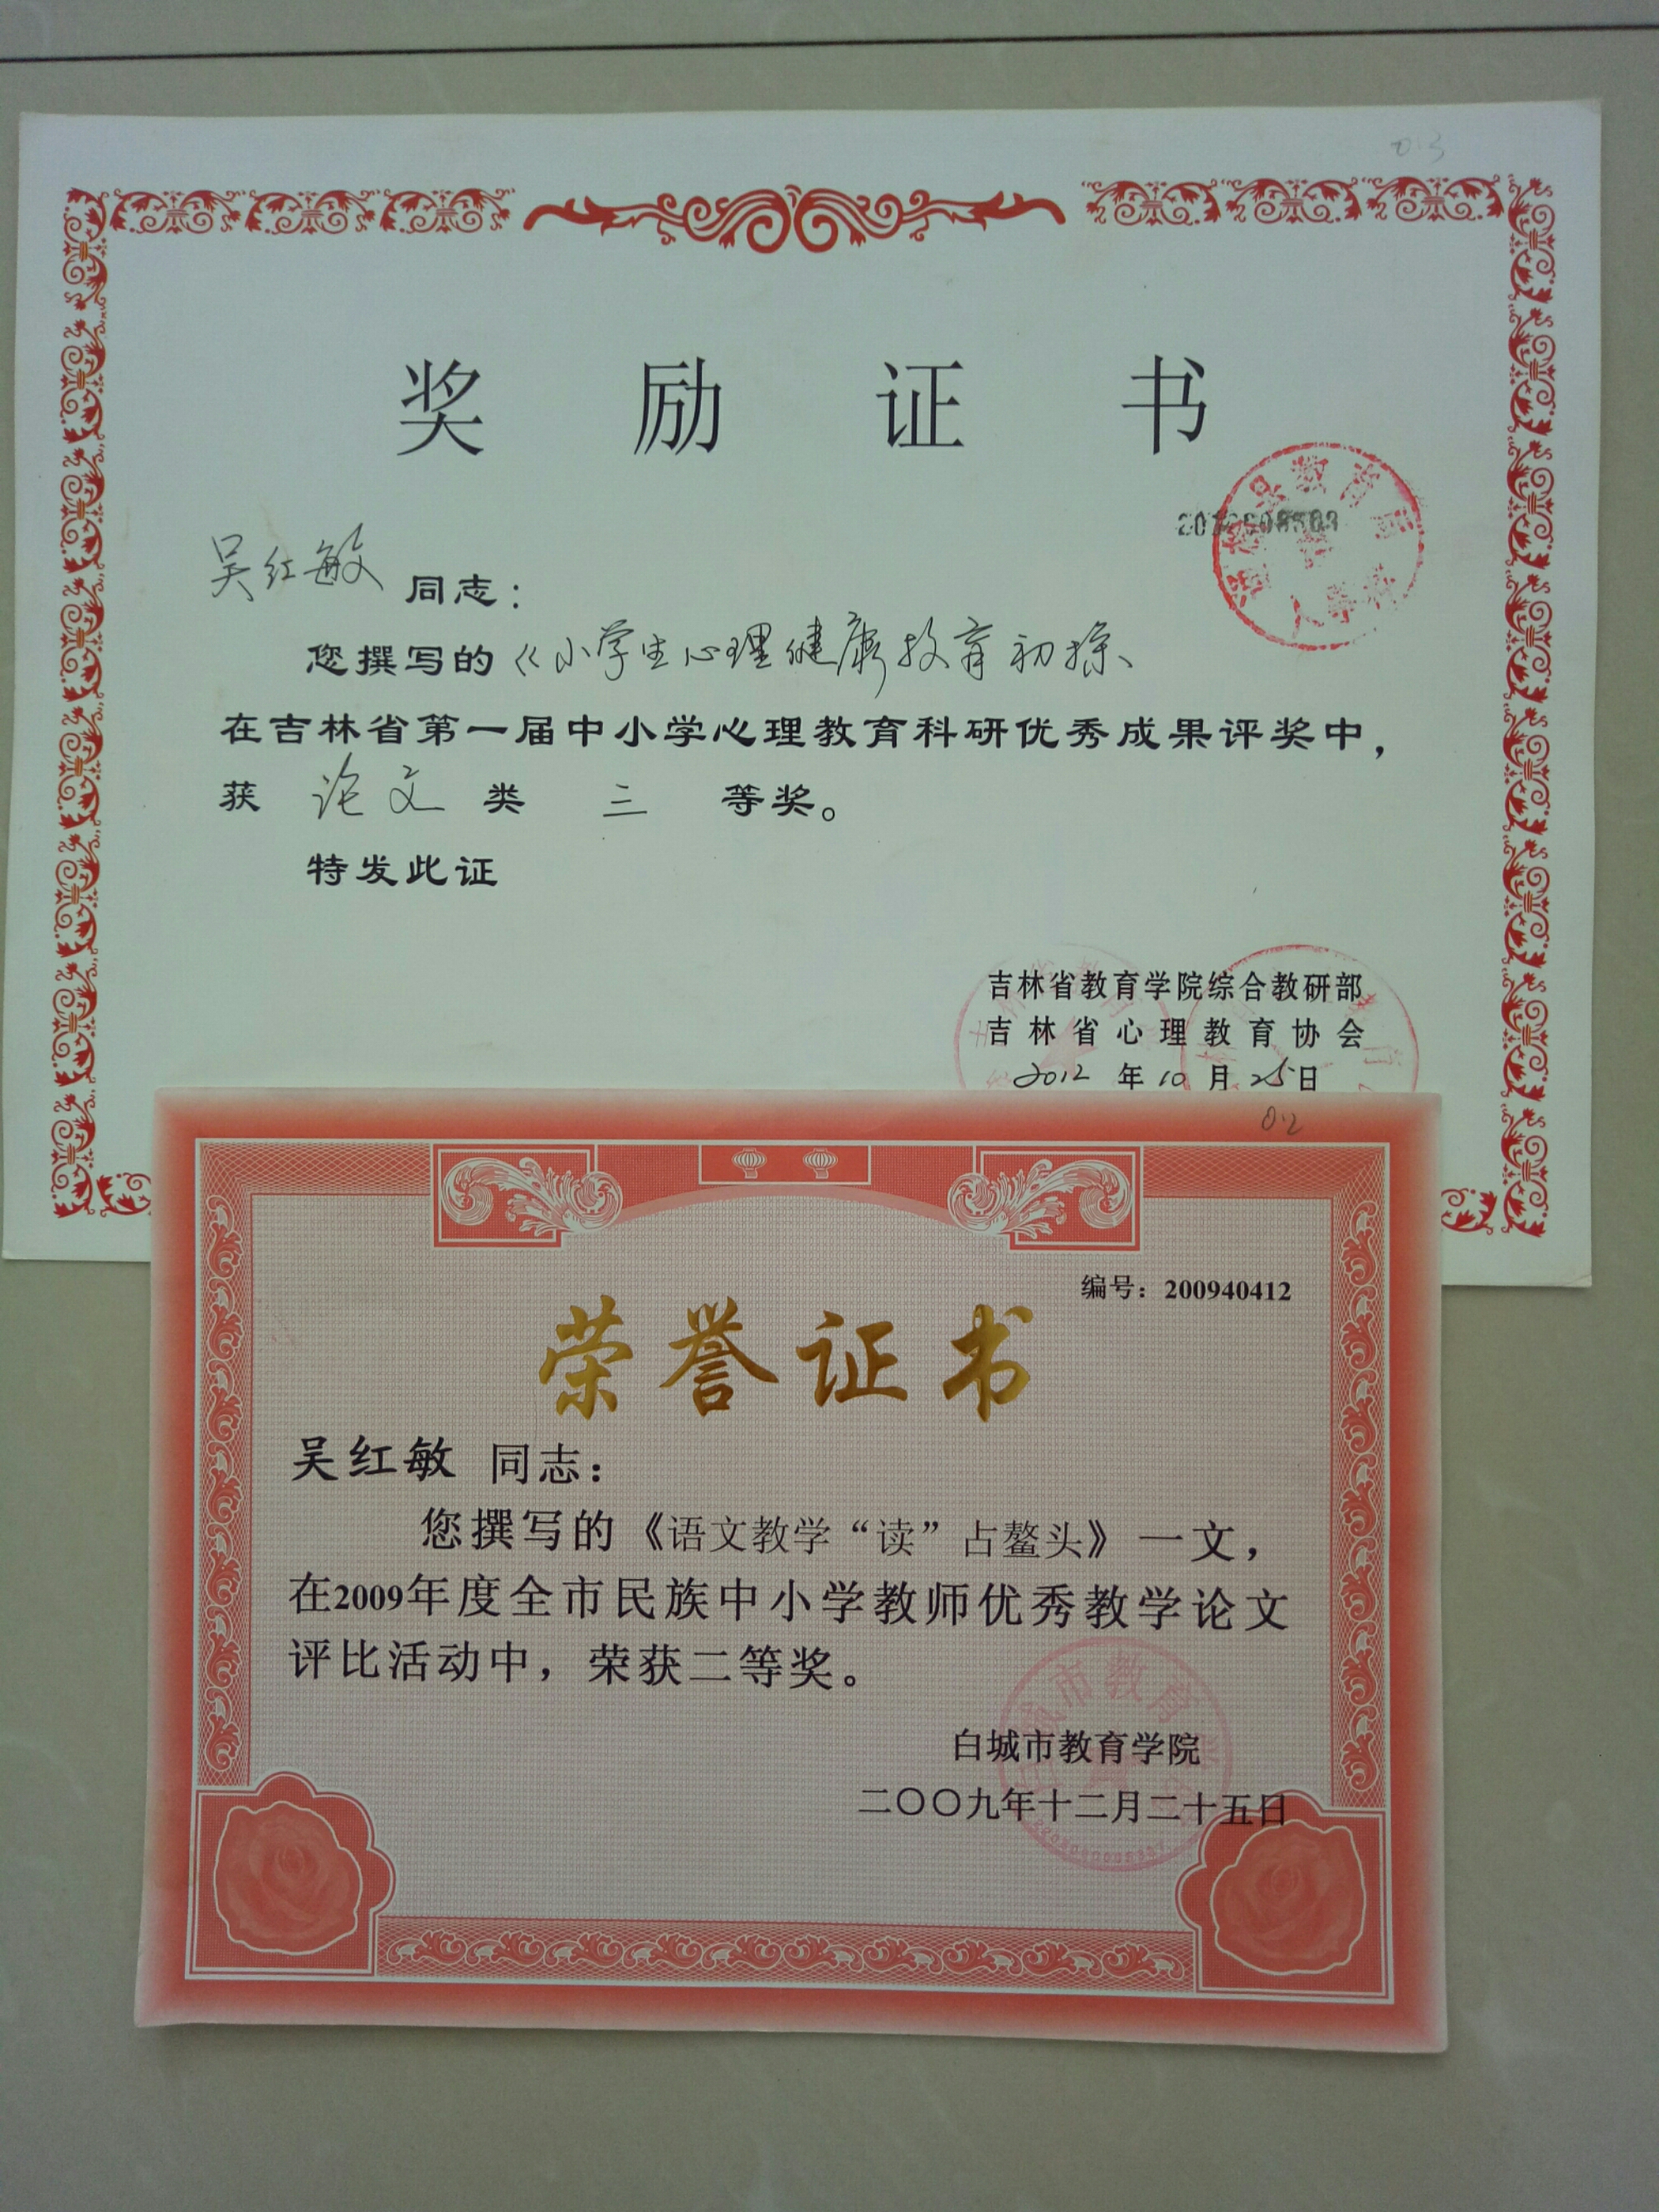 0.3
奖励证书
吴红敏 同志：
您撰写的《小学生心理健康教育初探、
在吉林省第一届中小学心理教育科研优秀成果评奖中，
获 论文 类 三 等奖。
特发此证
吉林省教育学院综合教研部
吉林省心理教育协会
2012 年 10 月 25 日
0.2
编号：200940412
荣誉证书
吴红敏 同志：
您撰写的《语文教学“读”占鳌头》一文，
在2009年度全市民族中小学教师优秀教学论文
评比活动中，荣获二等奖。
白城市教育学院
二〇〇九年十二月二十五日